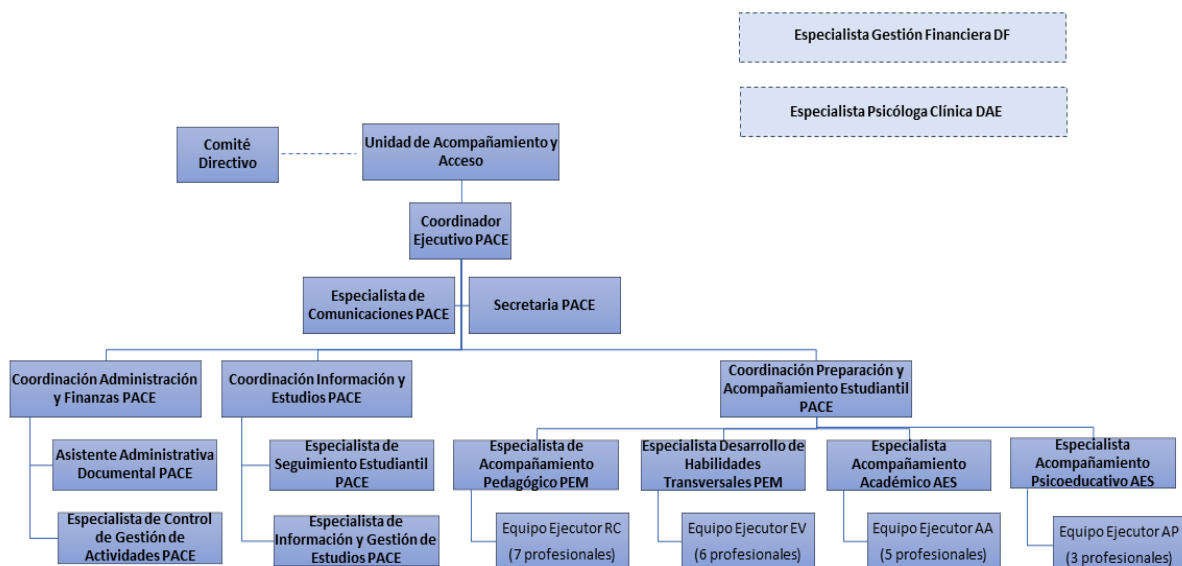 Especialista Gestión Financiera DF
Especialista Psicóloga Clínica DAE
Comité
Directivo
Unidad de Acompañamiento y
Acceso
Coordinador
Ejecutivo PACE
Especialista de
Comunicaciones PACE
Secretaria PACE
Coordinación Administración
y Finanzas PACE
Coordinación Información y
Estudios PACE
Coordinación Preparación y
Acompañamiento Estudiantil
PACE
Asistente Administrativa
Documental PACE
Especialista de
Seguimiento Estudiantil
PACE
Especialista de
Acompañamiento
Pedagógico PEM
Especialista Desarrollo de
Habilidades
Transversales PEM
Especialista
Acompañamiento
Académico AES
Especialista
Acompañamiento
Psicoeducativo AES
Especialista de Control
de Gestión de
Actividades PACE
Especialista de
Información y Gestión de
Estudios PACE
Equipo Ejecutor RC
(7 profesionales)
Equipo Ejecutor EV
(6 profesionales)
Equipo Ejecutor AA
(5 profesionales)
Equipo Ejecutor AP
(3 profesionales)